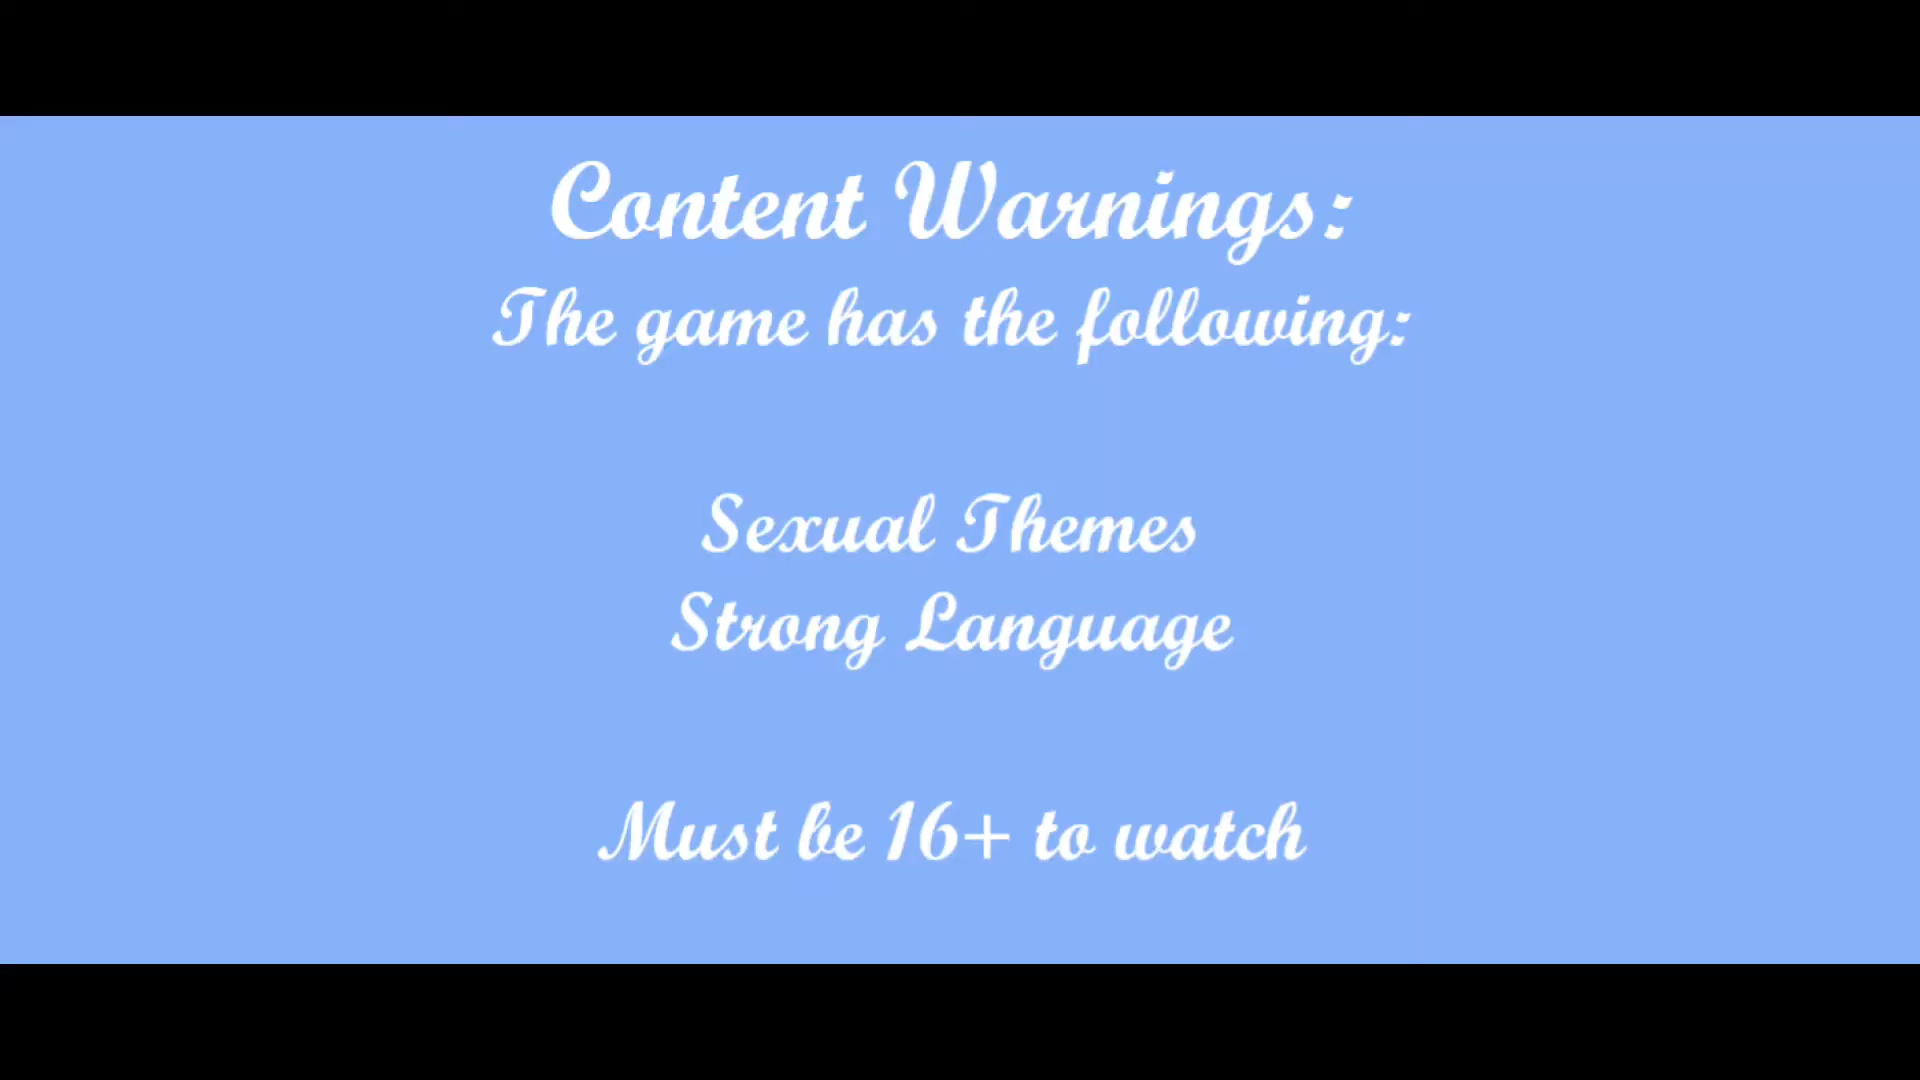 Content Warnings:
The game has the following:
Sexual Themes
Strong Language
Must be 16+ to watch